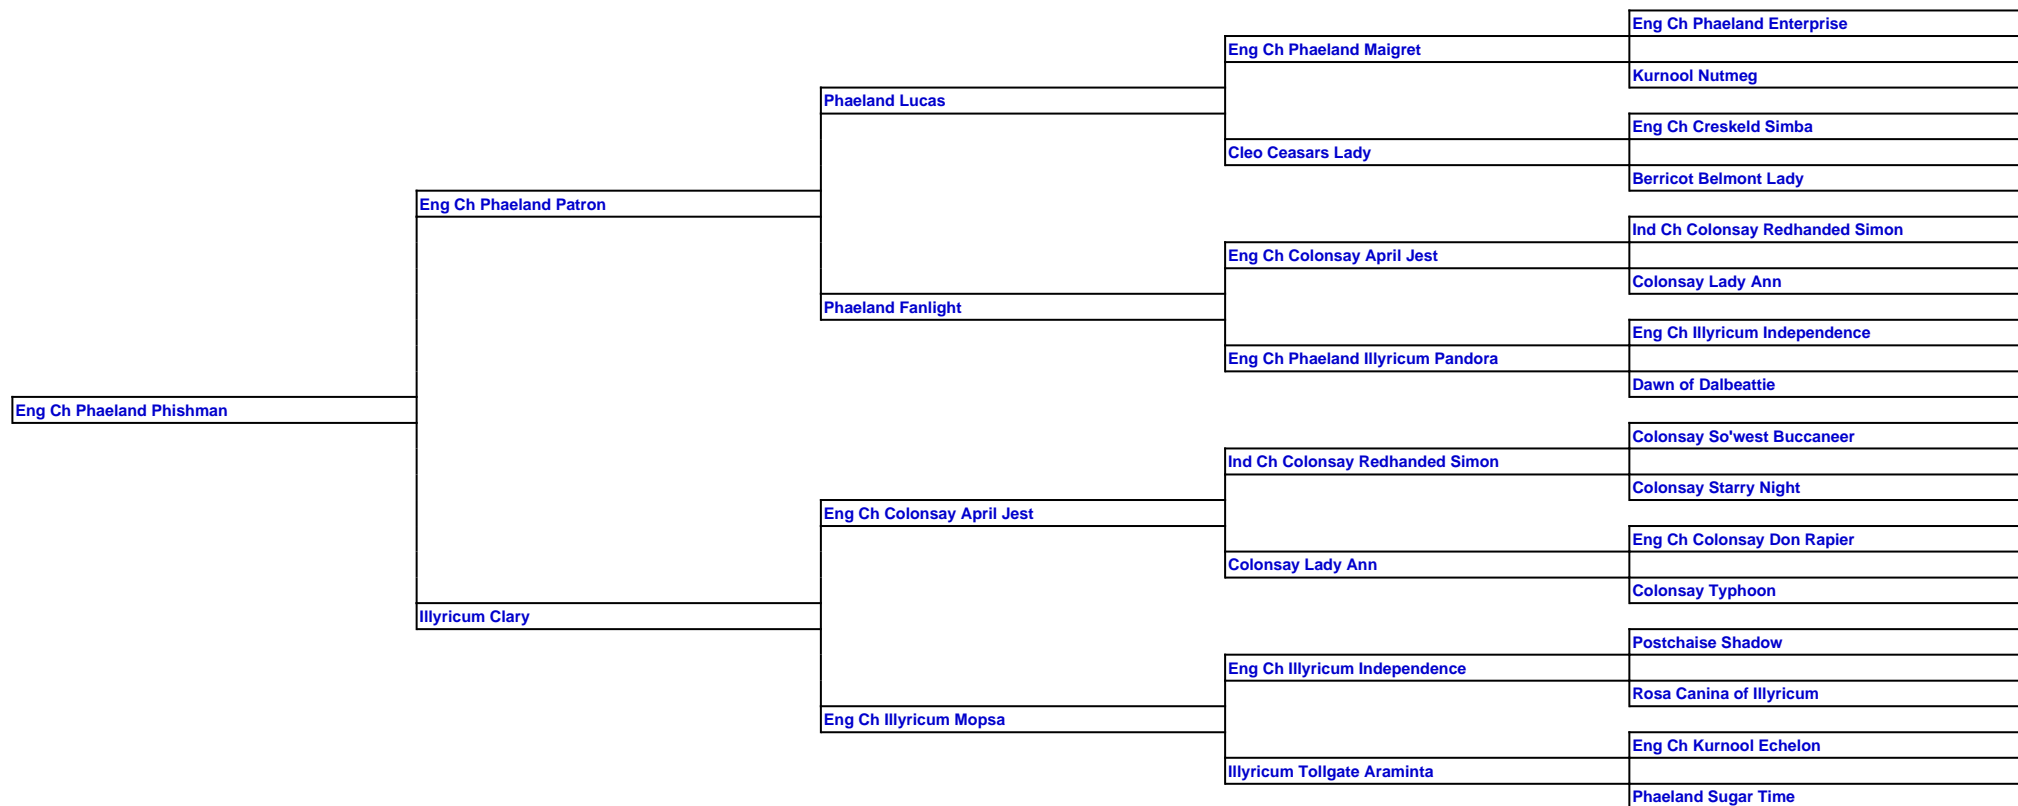 Eng Ch Phaeland Enterprise
Eng Ch Phaeland Maigret
Kurnool Nutmeg
Phaeland Lucas
Eng Ch Creskeld Simba
Cleo Ceasars Lady
Berricot Belmont Lady
Eng Ch Phaeland Patron
Ind Ch Colonsay Redhanded Simon
Eng Ch Colonsay April Jest
Colonsay Lady Ann
Phaeland Fanlight
Eng Ch Illyricum Independence
Eng Ch Phaeland Illyricum Pandora
Dawn of Dalbeattie
Eng Ch Phaeland Phishman
Colonsay So'west Buccaneer
Ind Ch Colonsay Redhanded Simon
Colonsay Starry Night
Eng Ch Colonsay April Jest
Eng Ch Colonsay Don Rapier
Colonsay Lady Ann
Colonsay Typhoon
Illyricum Clary
Postchaise Shadow
Eng Ch Illyricum Independence
Rosa Canina of Illyricum
Eng Ch Illyricum Mopsa
Eng Ch Kurnool Echelon
Illyricum Tollgate Araminta
Phaeland Sugar Time